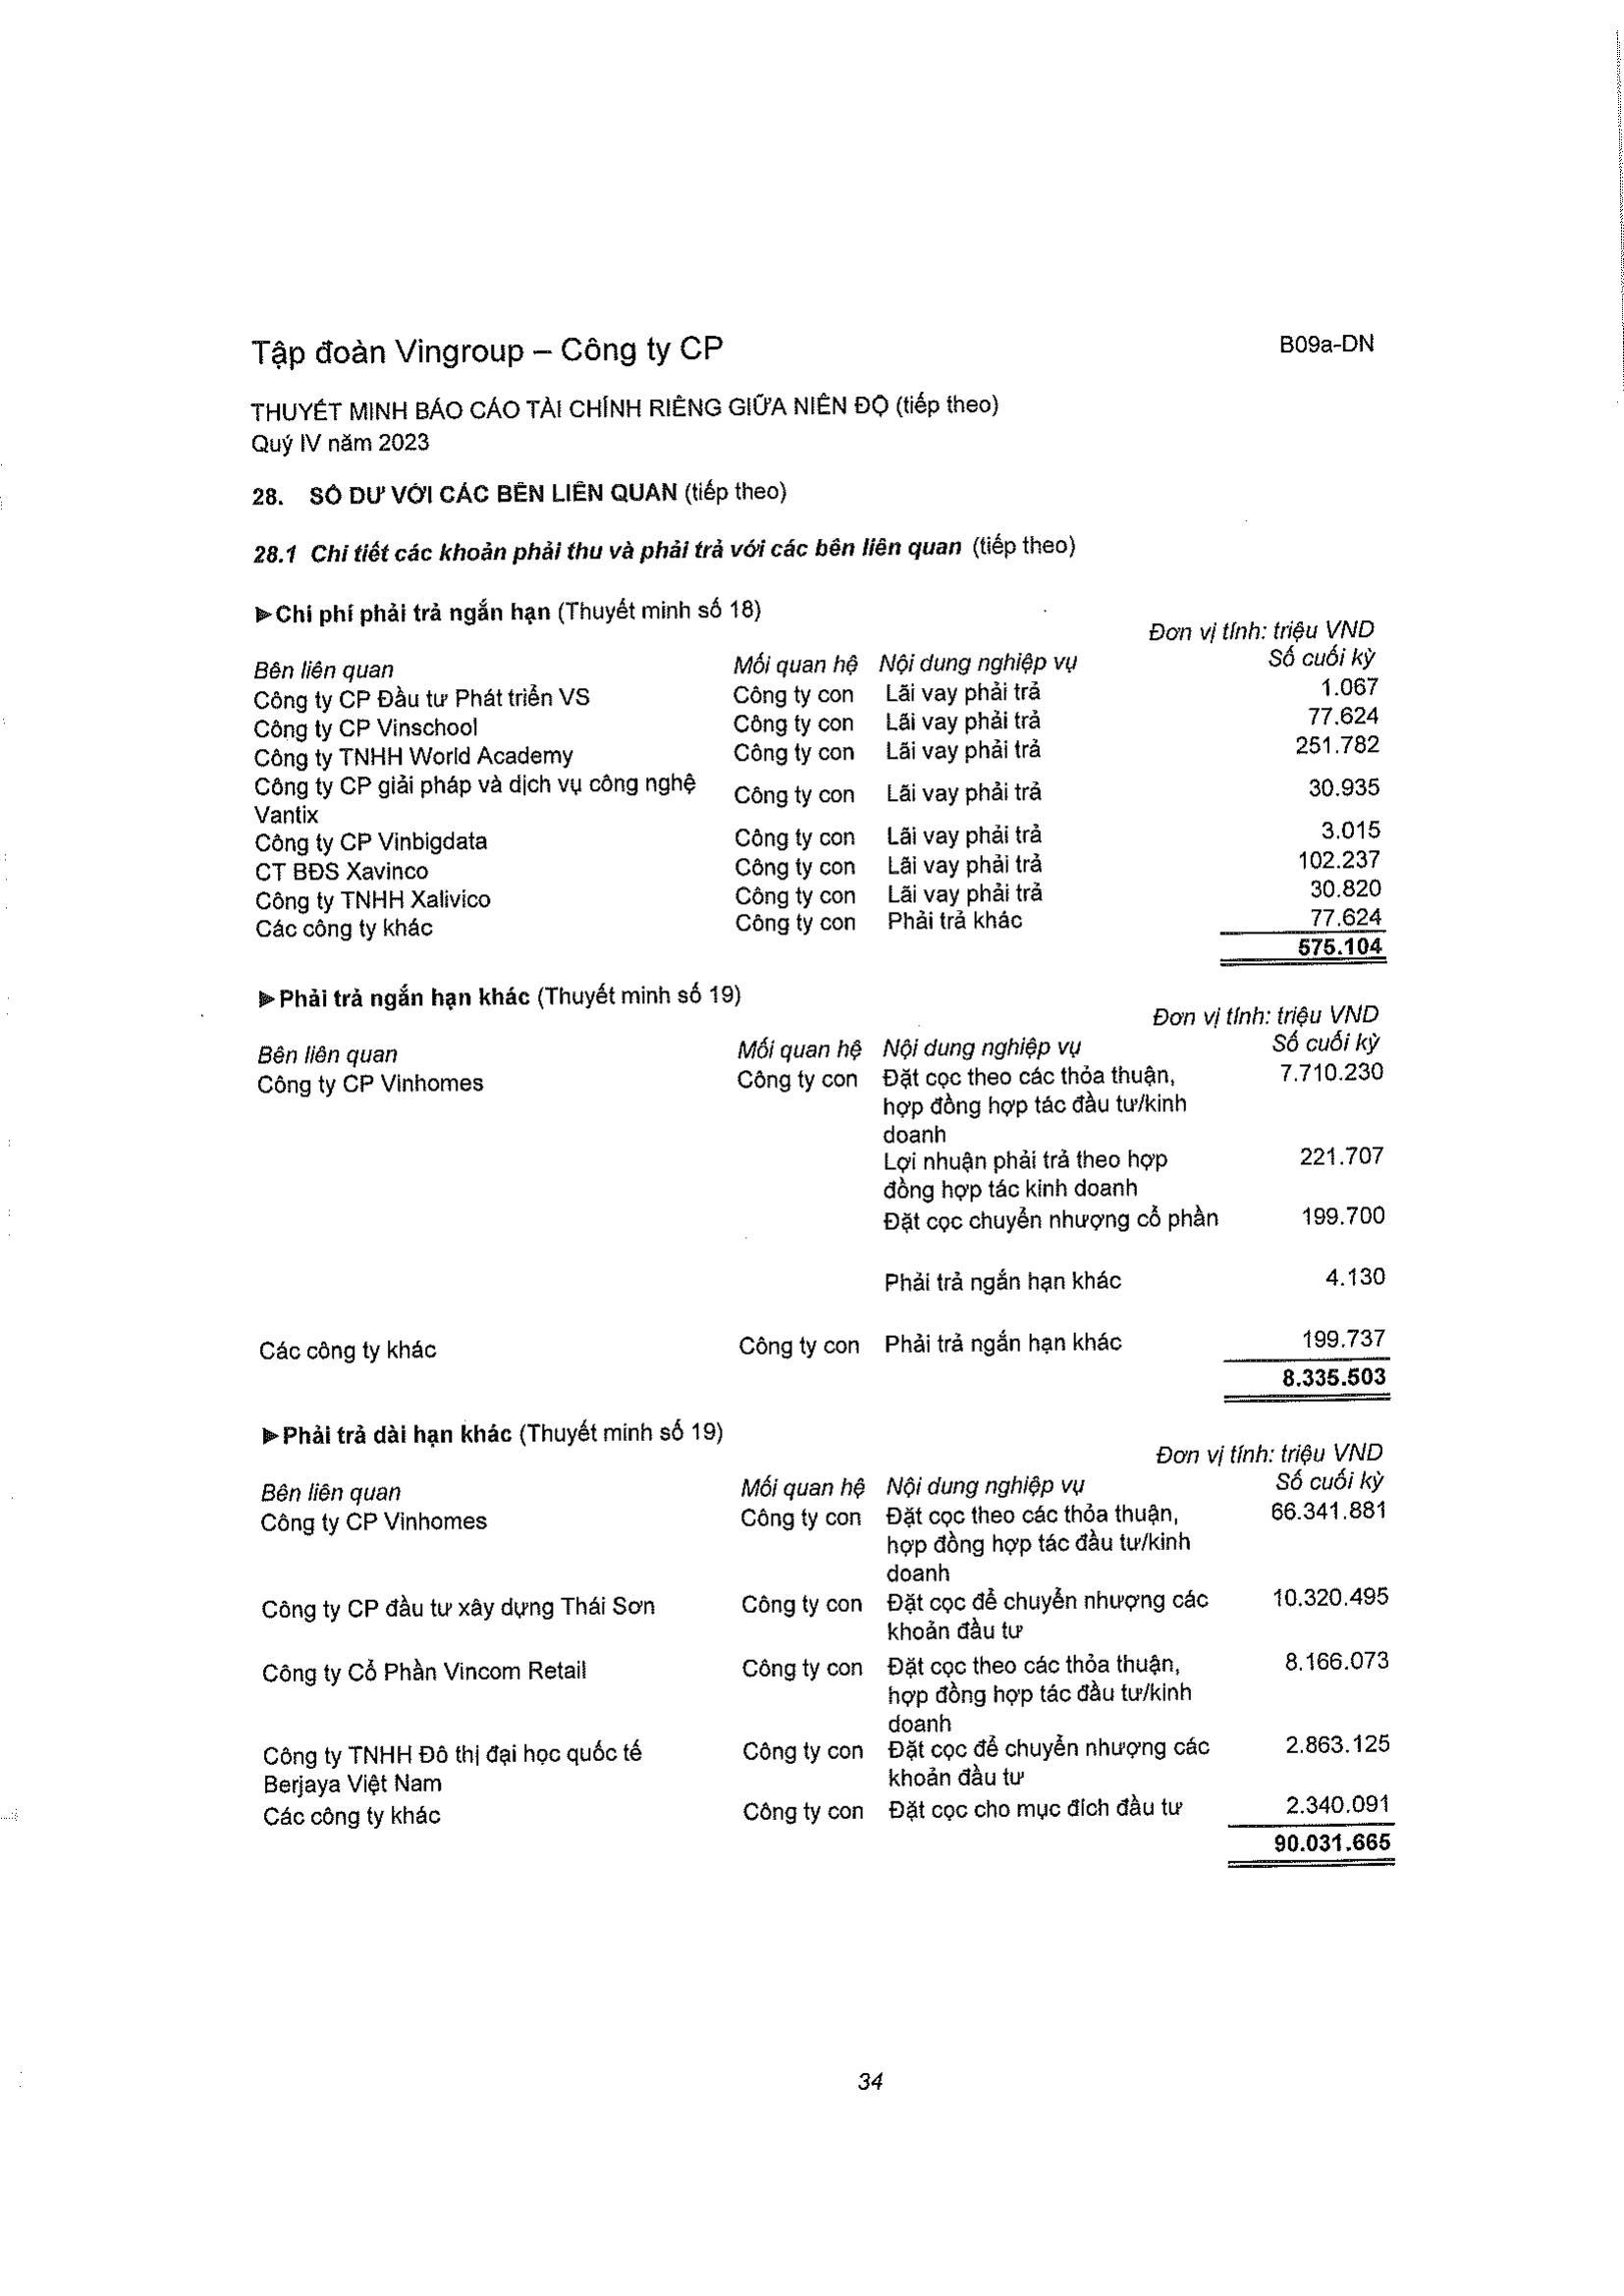 Tập đoàn Vingroup – Công ty CP B09a-DN
THUYẾT MINH BÁO CÁO TÀI CHÍNH RIÊNG GIỮA NIÊN ĐỘ (tiếp theo)
Quý IV năm 2023
28. SỐ DƯ VỚI CÁC BÊN LIÊN QUAN (tiếp theo)
28.1 Chi tiết các khoản phải thu và phải trả với các bên liên quan (tiếp theo)
►Chi phí phải trả ngắn hạn (Thuyết minh số 18)
Đơn vị tính: triệu VND
Bên liên quan Mối quan hệ Nội dung nghiệp vụ Số cuối kỳ
Công ty CP Đầu tư Phát triển VS Công ty con Lãi vay phải trả 1.067
Công ty CP Vinschool Công ty con Lãi vay phải trả 77.624
Công ty TNHH World Academy Công ty con Lãi vay phải trả 251.782
Công ty CP giải pháp và dịch vụ công nghệ
Vantix Công ty con Lãi vay phải trả 30.935
Công ty CP Vinbigdata Công ty con Lãi vay phải trả 3.015
CT BĐS Xavinco Công ty con Lãi vay phải trả 102.237
Công ty TNHH Xalivico Công ty con Lãi vay phải trả 30.820
Các công ty khác Công ty con Phải trả khác 77.624
575.104
►Phải trả ngắn hạn khác (Thuyết minh số 19)
Đơn vị tính: triệu VND
Bên liên quan Mối quan hệ Nội dung nghiệp vụ Số cuối kỳ
Công ty CP Vinhomes Công ty con Đặt cọc theo các thỏa thuận, 7.710.230
hợp đồng hợp tác đầu tư/kinh
doanh
Lợi nhuận phải trả theo hợp 221.707
đồng hợp tác kinh doanh
Đặt cọc chuyển nhượng cổ phần 199.700
Phải trả ngắn hạn khác 4.130
Các công ty khác Công ty con Phải trả ngắn hạn khác 199.737
8.335.503
►Phải trả dài hạn khác (Thuyết minh số 19)
Đơn vị tính: triệu VND
Bên liên quan Mối quan hệ Nội dung nghiệp vụ Số cuối kỳ
Công ty CP Vinhomes Công ty con Đặt cọc theo các thỏa thuận, 66.341.881
hợp đồng hợp tác đầu tư/kinh
doanh
Công ty CP đầu tư xây dựng Thái Sơn Công ty con Đặt cọc để chuyển nhượng các 10.320.495
khoản đầu tư
Công ty Cổ Phần Vincom Retail Công ty con Đặt cọc theo các thỏa thuận, 8.166.073
hợp đồng hợp tác đầu tư/kinh
doanh
Công ty TNHH Đô thị đại học quốc tế Công ty con Đặt cọc để chuyển nhượng các 2.863.125
Berjaya Việt Nam khoản đầu tư
Các công ty khác Công ty con Đặt cọc cho mục đích đầu tư 2.340.091
90.031.665
34